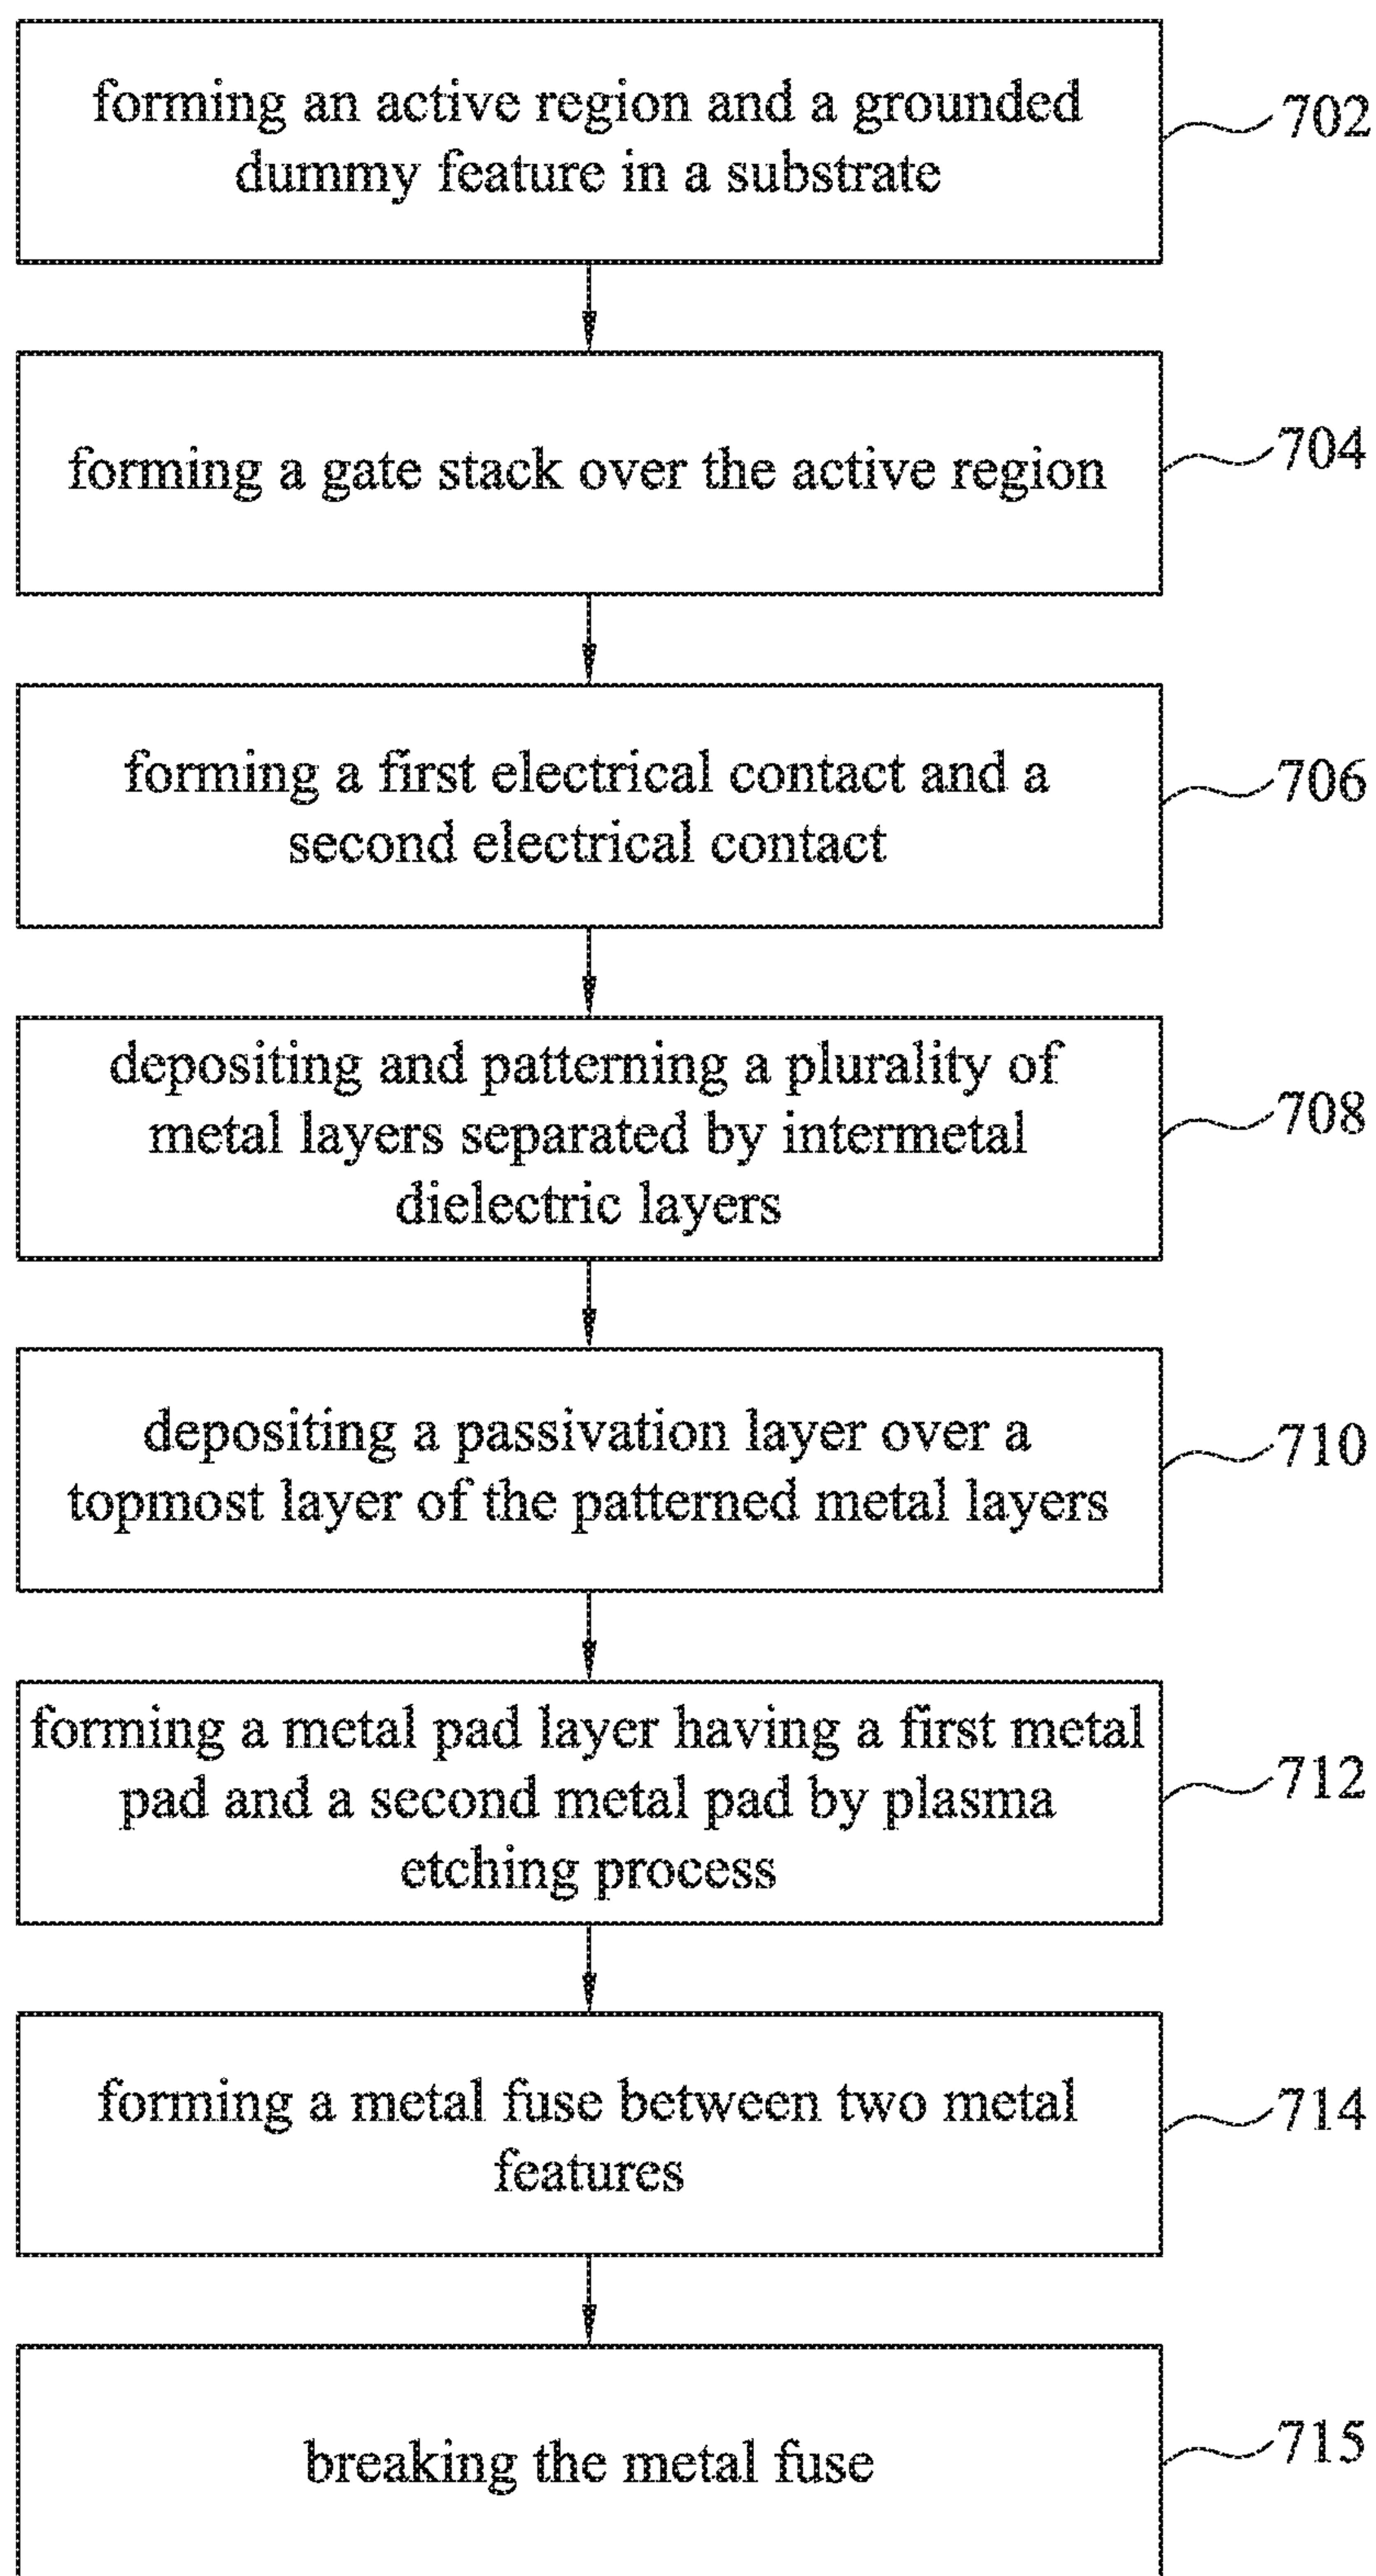 forming an active region and a grounded
dummy feature in a substrate
702
forming a gate stack over the active region
704
forming a first electrical contact and a
second electrical contact
706
depositing and patterning a plurality of
metal layers separated by intermetal
dielectric layers
708
depositing a passivation layer over a
topmost layer of the patterned metal layers
710
forming a metal pad layer having a first metal
pad and a second metal pad by plasma
etching process
712
forming a metal fuse between two metal
features
714
breaking the metal fuse
715